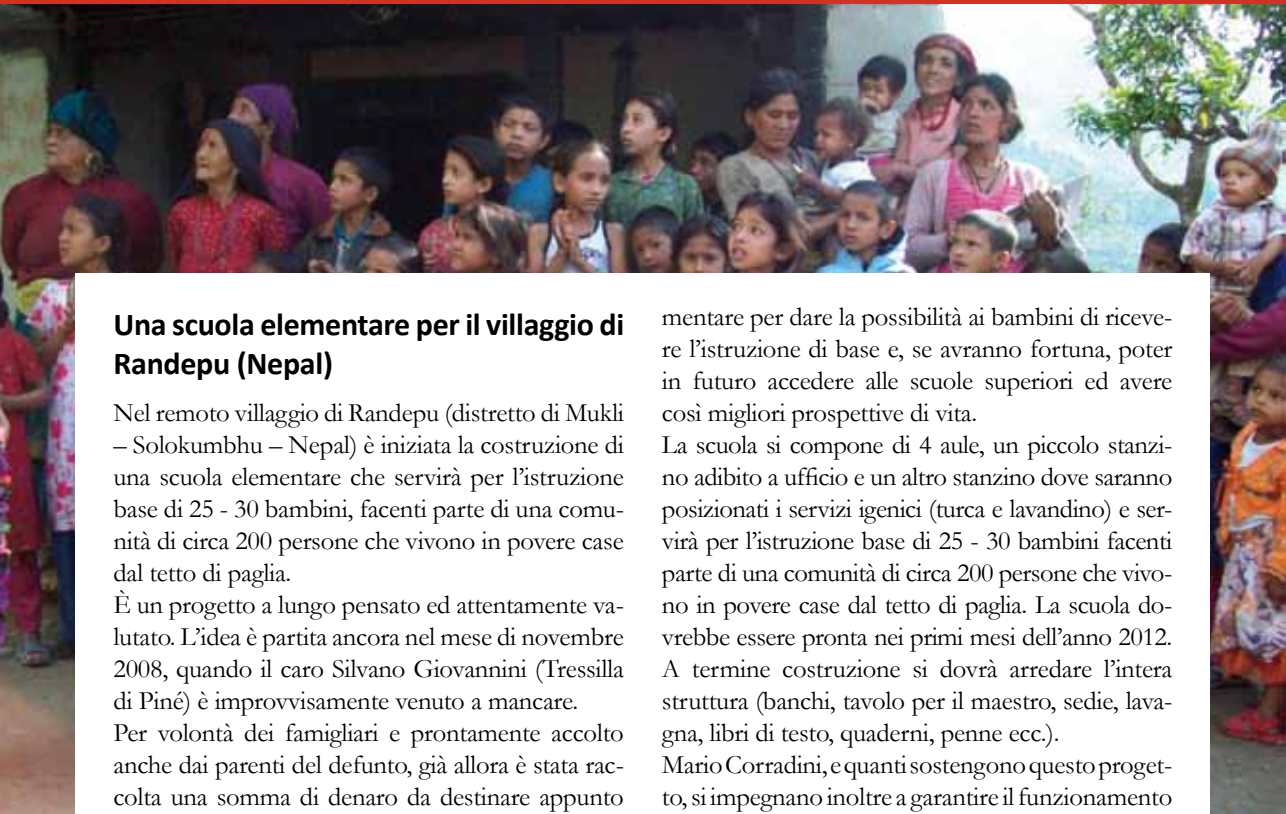 Una scuola elementare per il villaggio di
Randepu (Nepal)
Nel remoto villaggio di Randepu (distretto di Mukli
– Solokumbhu – Nepal) è iniziata la costruzione di
una scuola elementare che servirà per l’istruzione
base di 25 - 30 bambini, facenti parte di una comu-
nità di circa 200 persone che vivono in povere case
dal tetto di paglia.
È un progetto a lungo pensato ed attentamente va-
lutato. L’idea è partita ancora nel mese di novembre
2008, quando il caro Silvano Giovannini (Tressilla
di Piné) è improvvisamente venuto a mancare.
Per volontà dei famigliari e prontamente accolto
anche dai parenti del defunto, già allora è stata rac-
colta una somma di denaro da destinare appunto
mentare per dare la possibilità ai bambini di riceve-
re l’istruzione di base e, se avranno fortuna, poter
in futuro accedere alle scuole superiori ed avere
così migliori prospettive di vita.
La scuola si compone di 4 aule, un piccolo stanzi-
no adibito a ufficio e un altro stanzino dove saranno
posizionati i servizi igenici (turca e lavandino) e ser-
virà per l’istruzione base di 25 - 30 bambini facenti
parte di una comunità di circa 200 persone che vivo-
no in povere case dal tetto di paglia. La scuola do-
vrebbe essere pronta nei primi mesi dell’anno 2012.
A termine costruzione si dovrà arredare l’intera
struttura (banchi, tavolo per il maestro, sedie, lava-
gna, libri di testo, quaderni, penne ecc.).
Mario Corradini, e quanti sostengono questo proget-
to, si impegnano inoltre a garantire il funzionamento